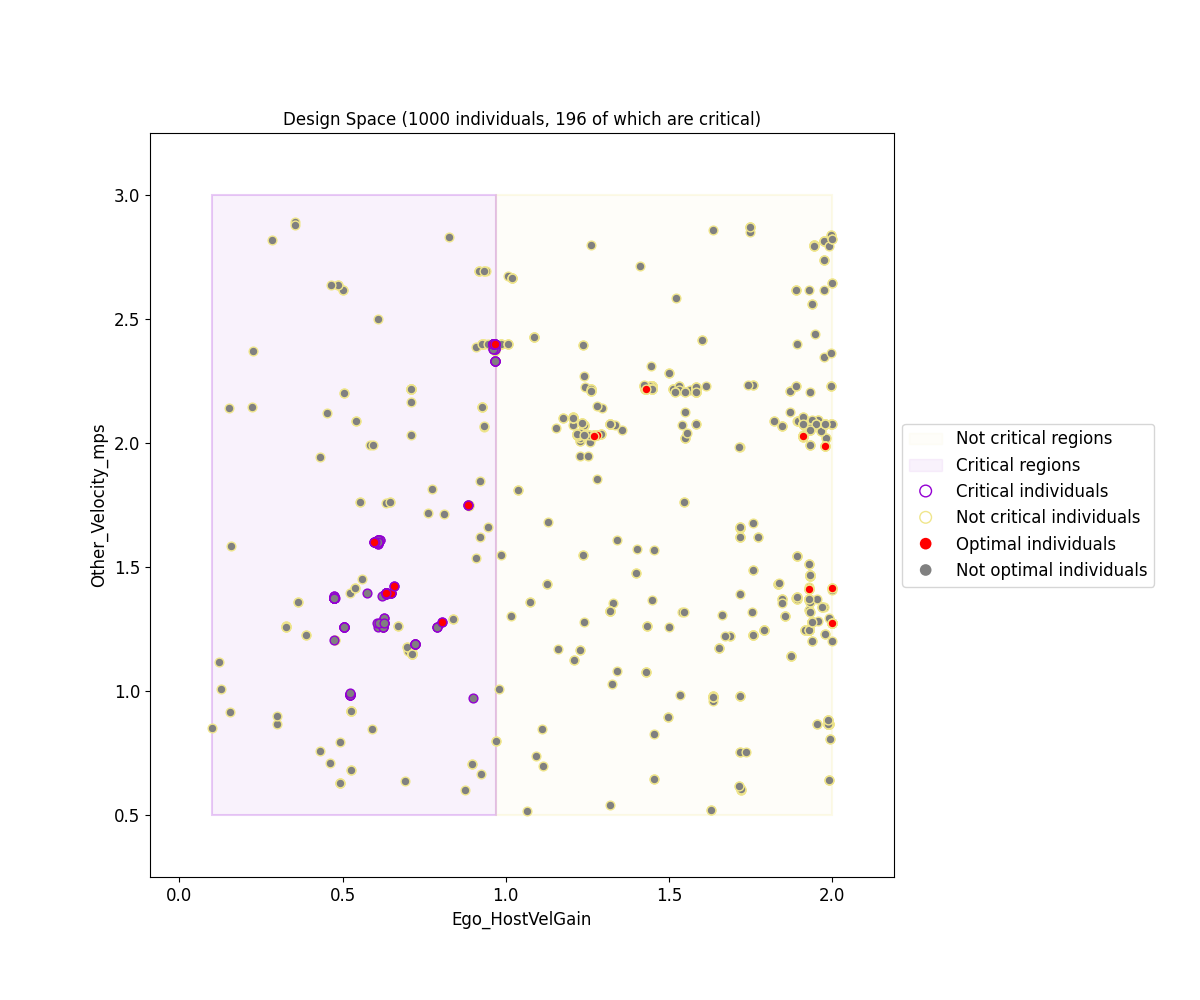 Design Space (1000 individuals, 196 of which are critical)
Other_Velocity_mps
3.0
2.5
2.0
1.5
1.0
0.5
0.0
0.5
1.0
1.5
2.0
Ego_HostVelGain
Not critical regions
Critical regions
Critical individuals
Not critical individuals
Optimal individuals
Not optimal individuals